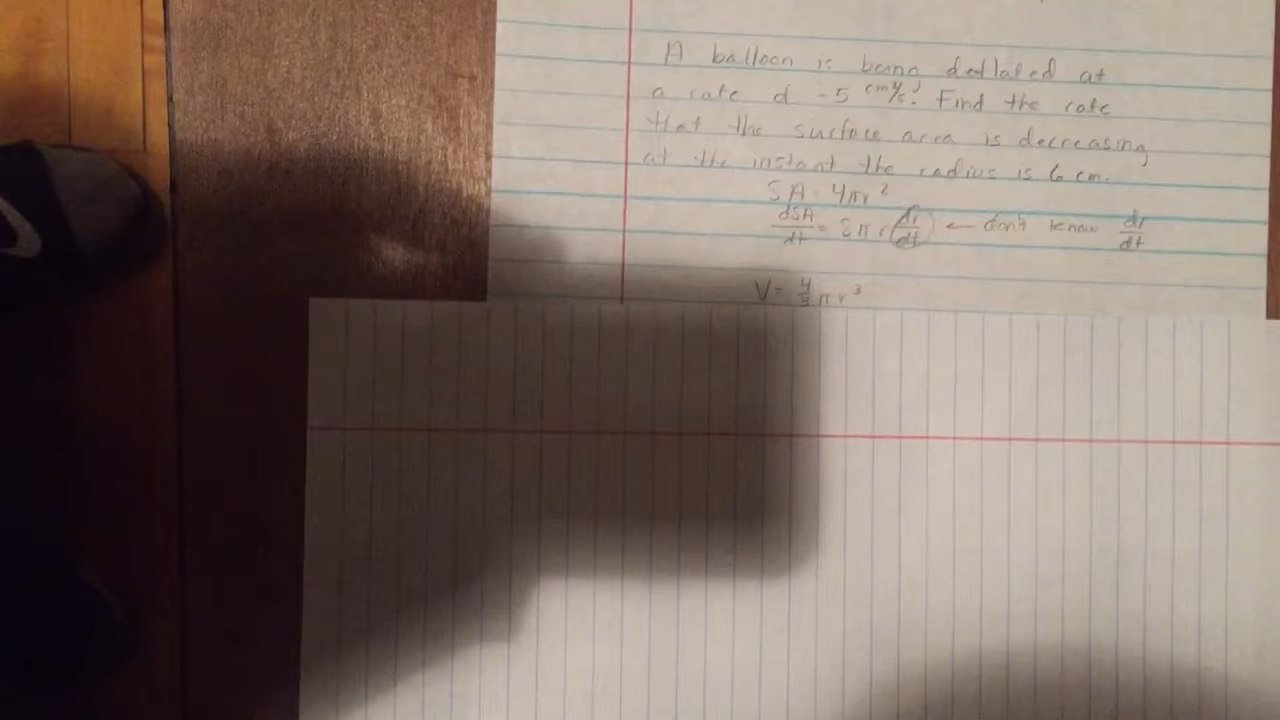 A balloon is being deflated at
a rate of -5 cm³/s. Find the rate
that the surface area is decreasing
at the instant the radius is 6 cm.
SA = 4πr²
dSA/dt = 8πr dr/dt ← don't know dr/dt
V = 4/3 πr³